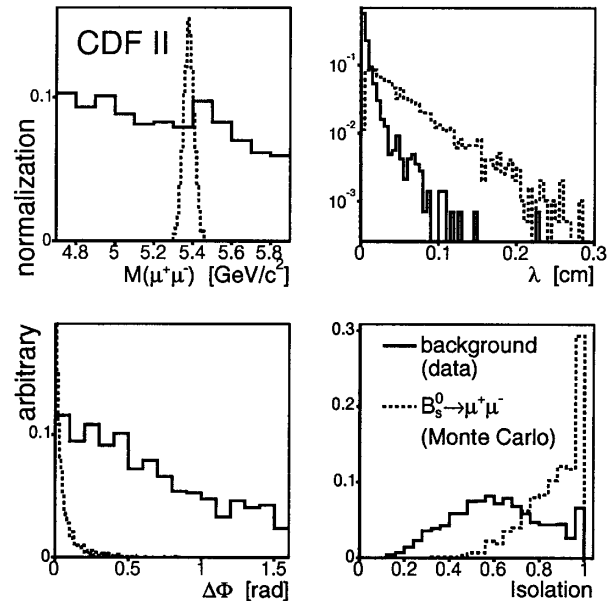 CDF II
0.1
0
normalization
4.8 5 5.2 5.4 5.6 5.8
M(μ⁺μ⁻) [GeV/c²]
10⁻¹
10⁻²
10⁻³
0 0.1 0.2 0.3
λ [cm]
arbitrary
0.1
0
0 0.5 1 1.5
ΔΦ [rad]
0.3
0.2
0.1
0
background
(data)
B⁰ₛ→μ⁺μ⁻
(Monte Carlo)
0 0.2 0.4 0.6 0.8 1
Isolation